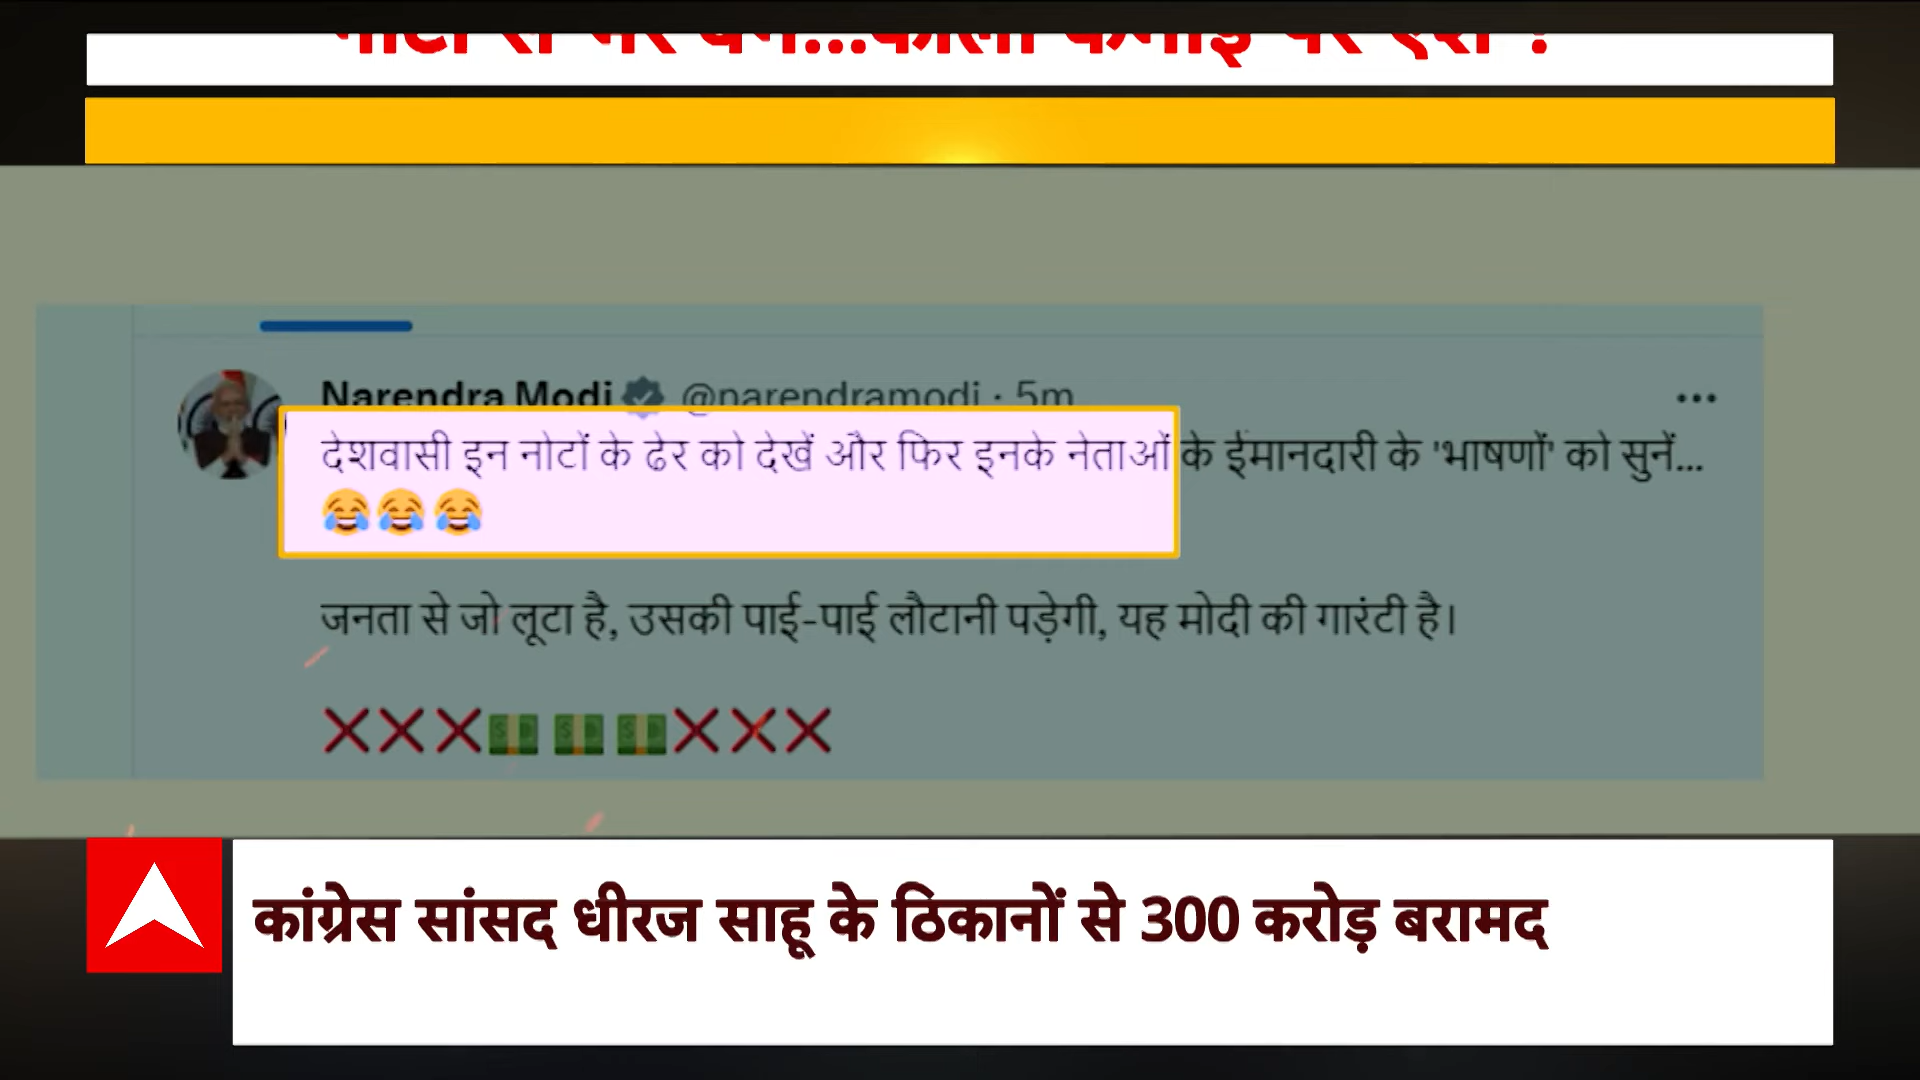 Narendra Modi @narendramodi · 5m
देशवासी इन नोटों के ढेर को देखें और फिर इनके नेताओं के ईमानदारी के 'भाषणों' को सुनें...
😂😂😂
जनता से जो लूटा है, उसकी पाई-पाई लौटानी पड़ेगी, यह मोदी की गारंटी है।
❌❌❌💵 💵 💵❌❌❌
कांग्रेस सांसद धीरज साहू के ठिकानों से 300 करोड़ बरामद